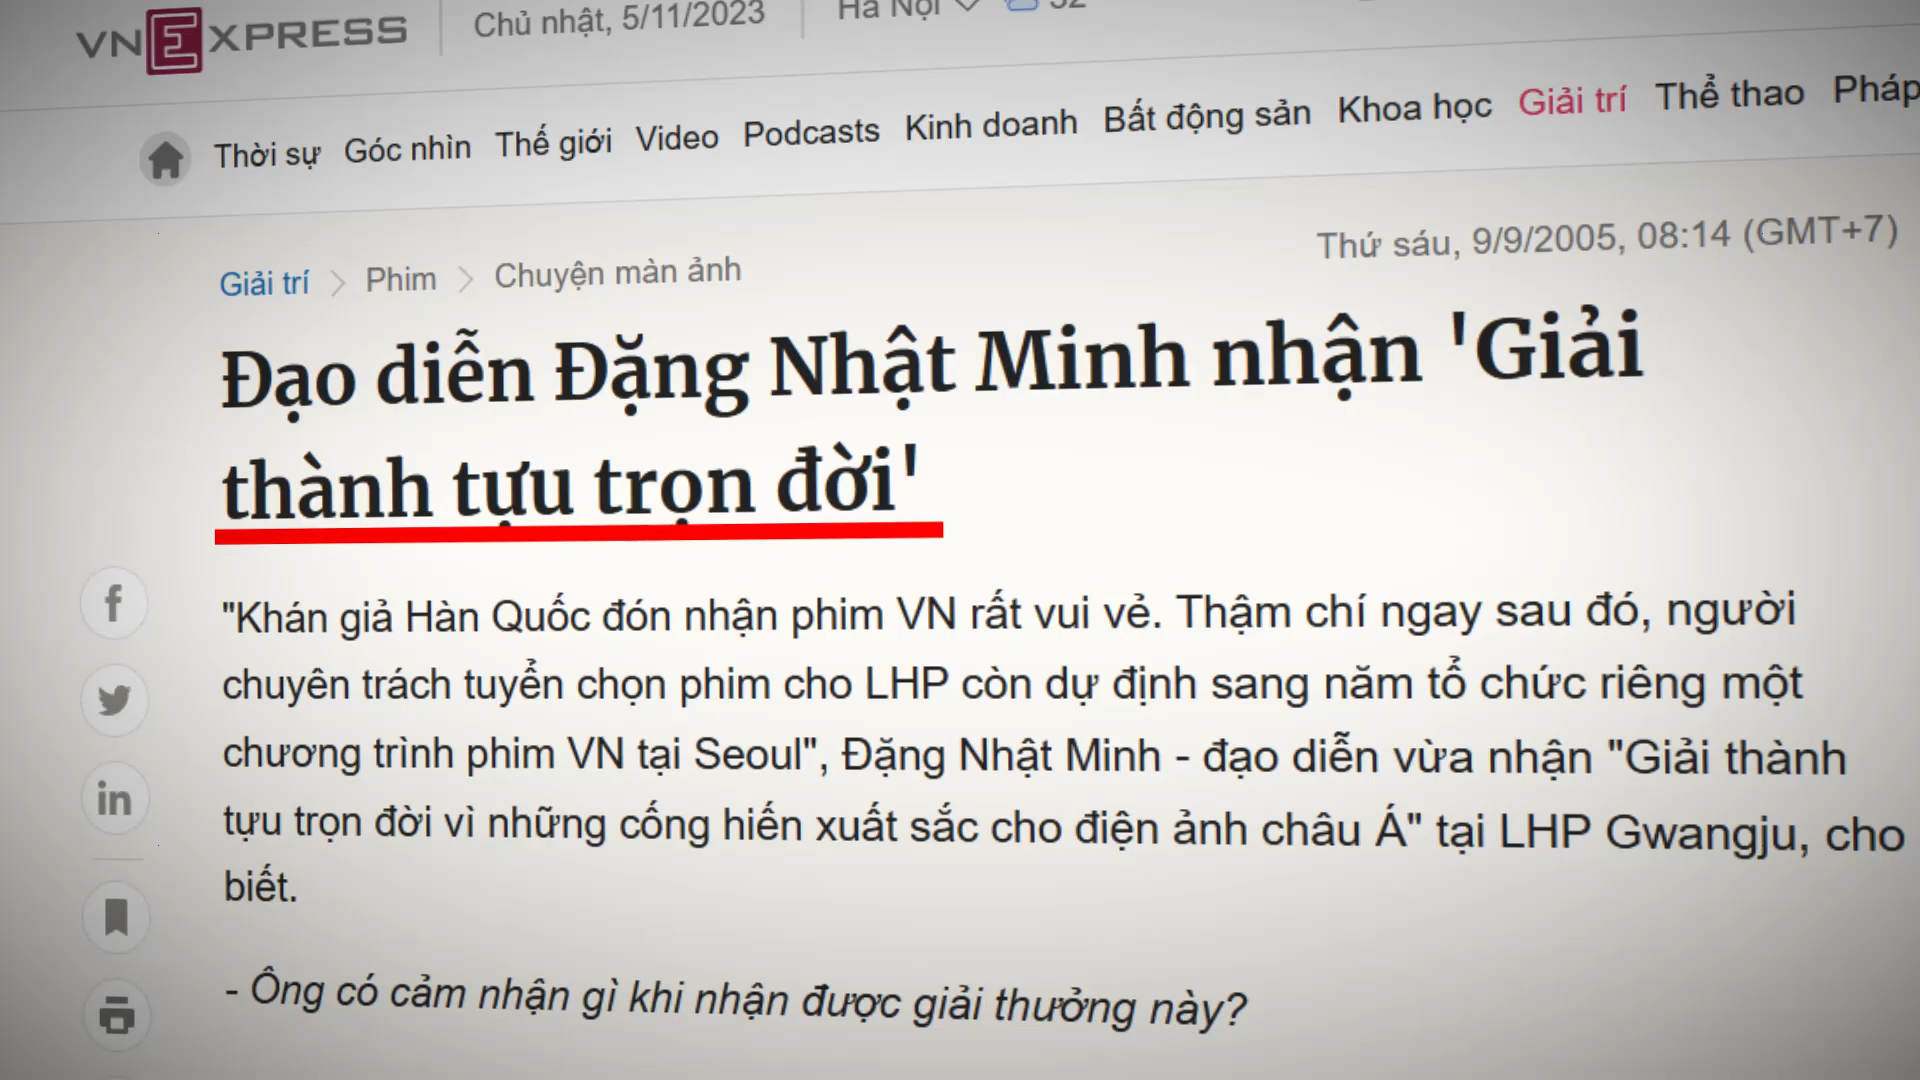 VNEXPRESS
Chủ nhật, 5/11/2023
Hà Nội
32
Thời sự Góc nhìn Thế giới Video Podcasts Kinh doanh Bất động sản Khoa học Giải trí Thể thao Pháp
Giải trí > Phim > Chuyện màn ảnh
Thứ sáu, 9/9/2005, 08:14 (GMT+7)
Đạo diễn Đặng Nhật Minh nhận 'Giải
thành tựu trọn đời'
"Khán giả Hàn Quốc đón nhận phim VN rất vui vẻ. Thậm chí ngay sau đó, người
chuyên trách tuyển chọn phim cho LHP còn dự định sang năm tổ chức riêng một
chương trình phim VN tại Seoul", Đặng Nhật Minh - đạo diễn vừa nhận "Giải thành
tựu trọn đời vì những cống hiến xuất sắc cho điện ảnh châu Á" tại LHP Gwangju, cho
biết.
- Ông có cảm nhận gì khi nhận được giải thưởng này?